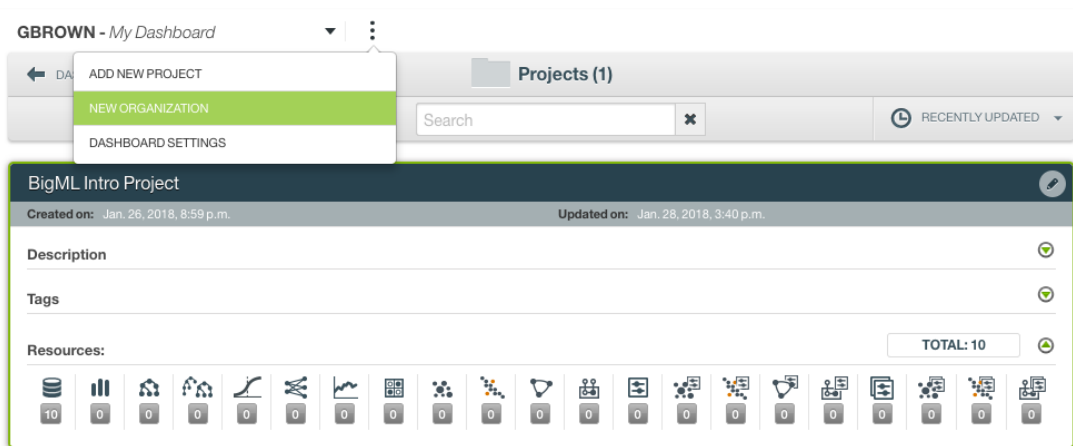 GBROWN - My Dashboard
DA
Projects (1)
ADD NEW PROJECT
NEW ORGANIZATION
DASHBOARD SETTINGS
Search
RECENTLY UPDATED
BigML Intro Project
Created on: Jan. 26, 2018, 8:59 p.m. Updated on: Jan. 28, 2018, 3:40 p.m.
Description
Tags
Resources: TOTAL: 10
10 0 0 0 0 0 0 0 0 0 0 0 0 0 0 0 0 0 0 0 0